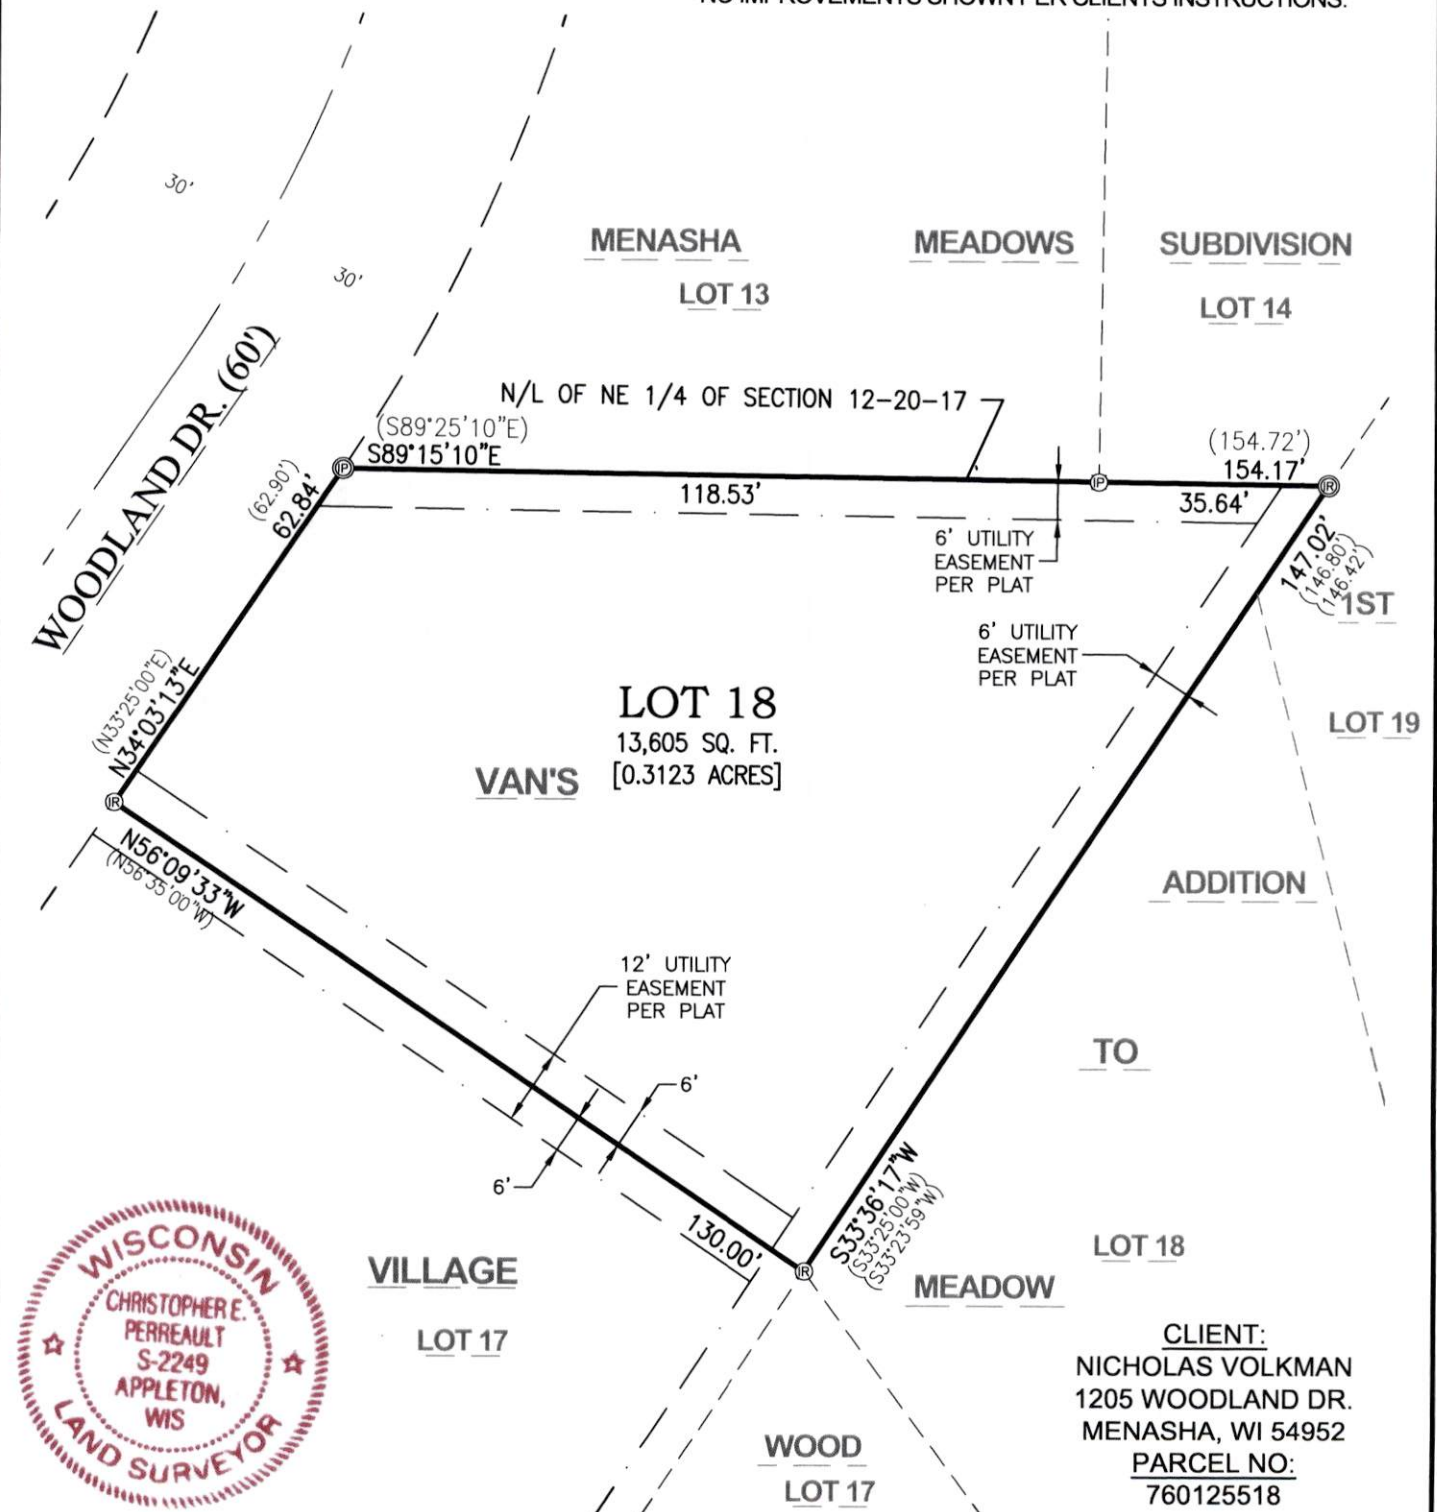 NO IMPROVEMENTS SHOWN PER CLIENTS INSTRUCTIONS.
30'
30'
WOODLAND DR. (60')
MENASHA MEADOWS SUBDIVISION
LOT 13
LOT 14
N/L OF NE 1/4 OF SECTION 12-20-17
(S89°25'10"E)
S89°15'10"E
(154.72')
154.17'
IP
IP
IR
118.53'
35.64'
(62.90')
62.84'
6' UTILITY
EASEMENT
PER PLAT
147.02'
(146.80')
(146.42')
1ST
6' UTILITY
EASEMENT
PER PLAT
(N33°25'00"E)
N34°03'13"E
LOT 18
13,605 SQ. FT.
[0.3123 ACRES]
LOT 19
VAN'S
IR
N56°09'33"W
(N56°35'00"W)
ADDITION
12' UTILITY
EASEMENT
PER PLAT
TO
6'
6'
130.00'
S33°36'17"W
(S33°25'00"W)
(S33°23'59"W)
IR
LOT 18
VILLAGE
MEADOW
LOT 17
WISCONSIN
CHRISTOPHER E.
PERREAULT
S-2249
APPLETON,
WIS
LAND SURVEYOR
WOOD
LOT 17
CLIENT:
NICHOLAS VOLKMAN
1205 WOODLAND DR.
MENASHA, WI 54952
PARCEL NO:
760125518